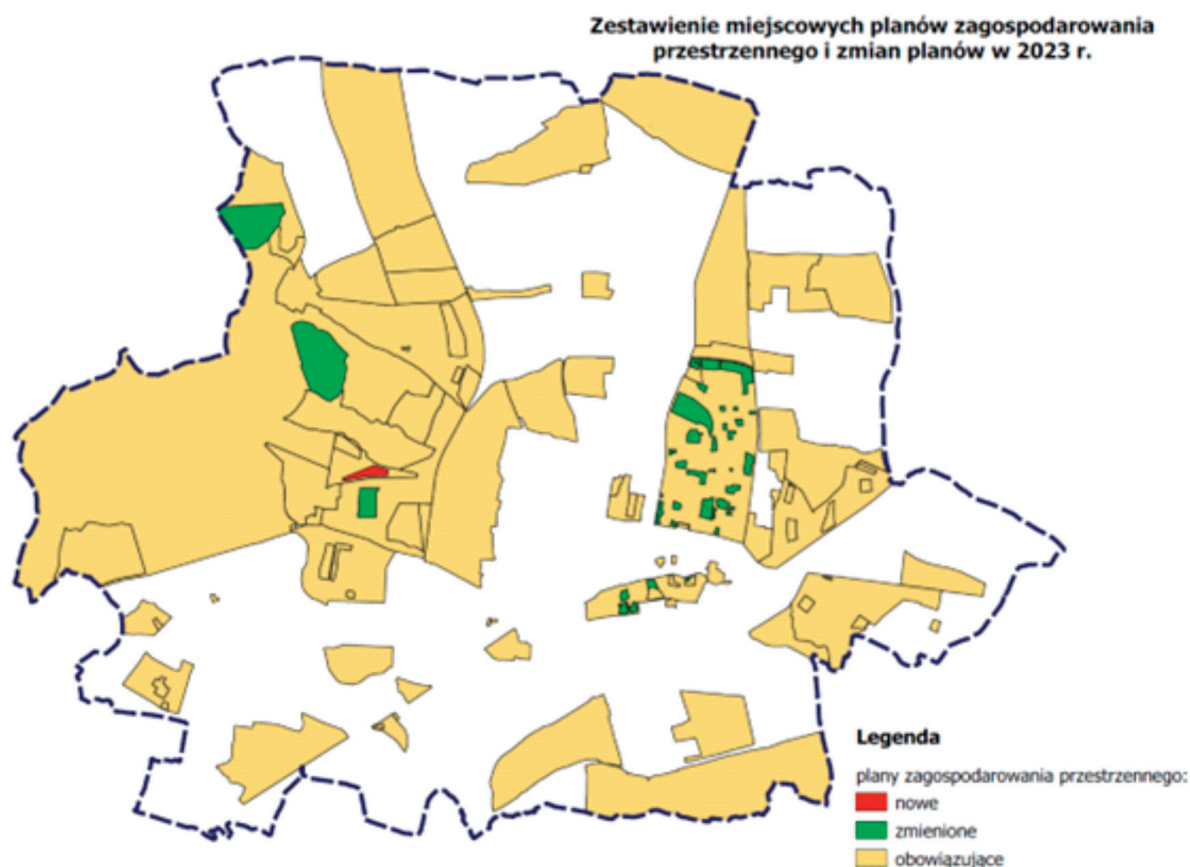 Zestawienie miejscowych planów zagospodarowania
przestrzennego i zmian planów w 2023 r.
Legenda
plany zagospodarowania przestrzennego:
nowe
zmienione
obowiązujące